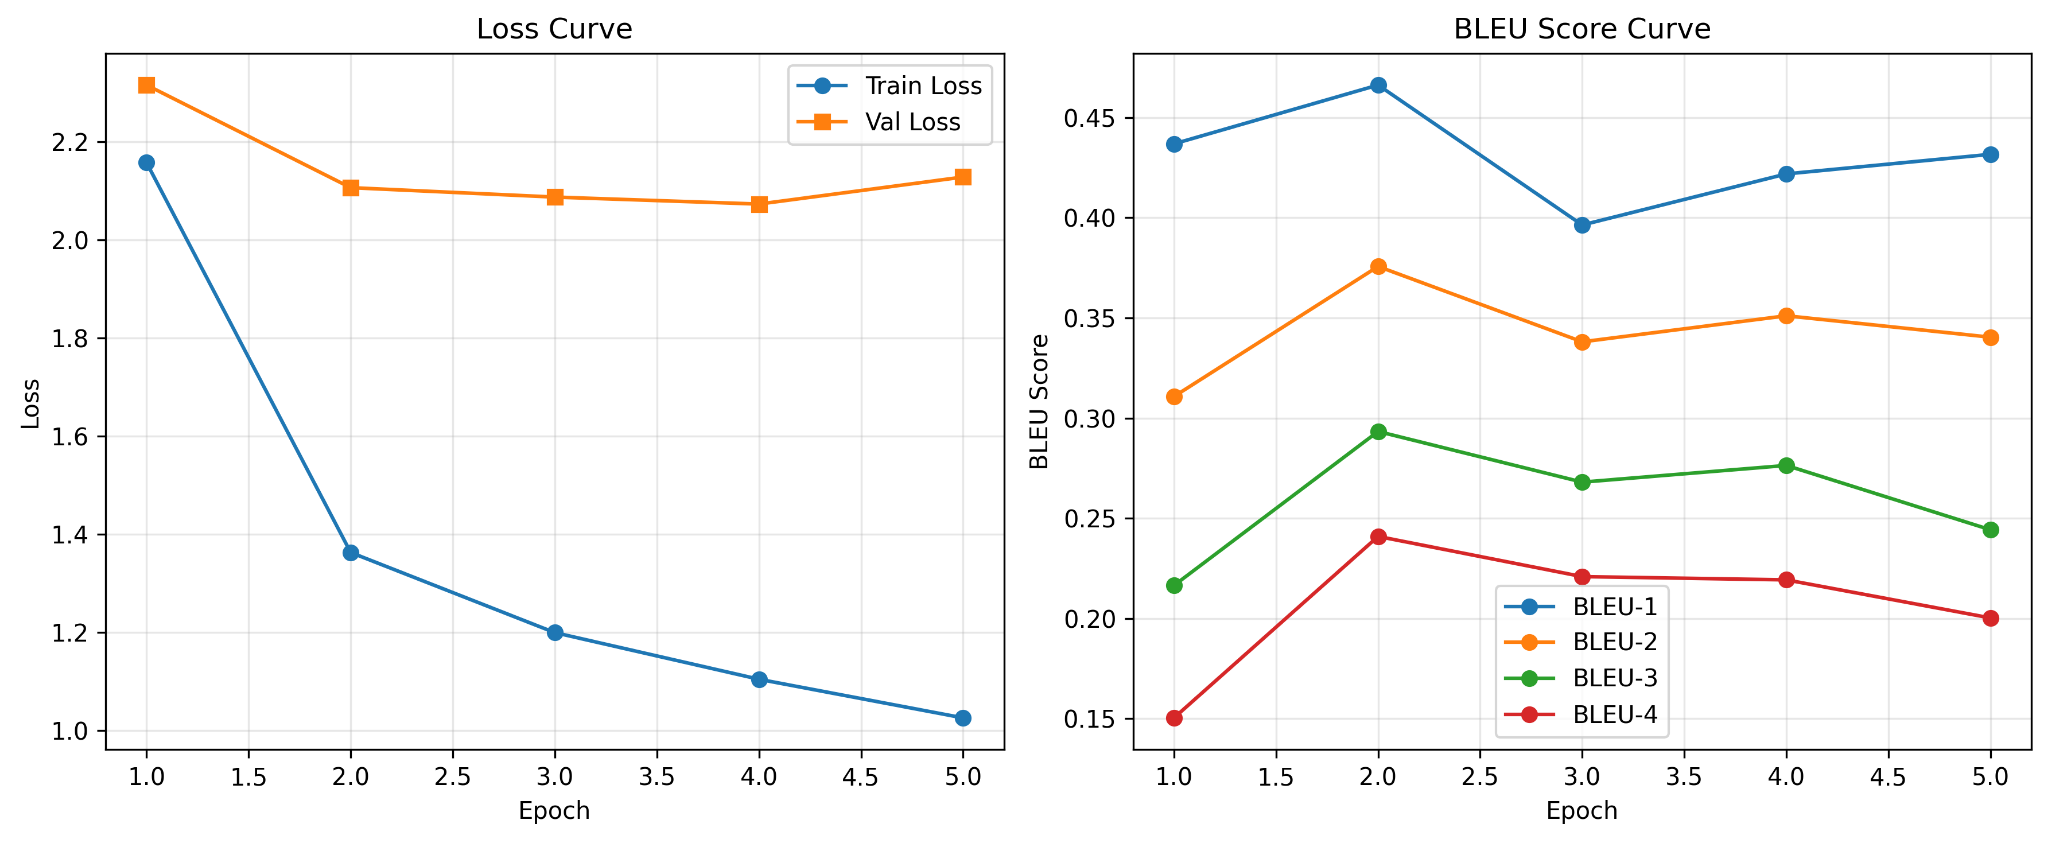 Loss Curve
Train Loss
Val Loss
2.2
2.0
1.8
1.6
1.4
1.2
1.0
Loss
1.0 1.5 2.0 2.5 3.0 3.5 4.0 4.5 5.0
Epoch
BLEU Score Curve
0.45
0.40
0.35
0.30
0.25
0.20
0.15
BLEU Score
BLEU-1
BLEU-2
BLEU-3
BLEU-4
1.0 1.5 2.0 2.5 3.0 3.5 4.0 4.5 5.0
Epoch